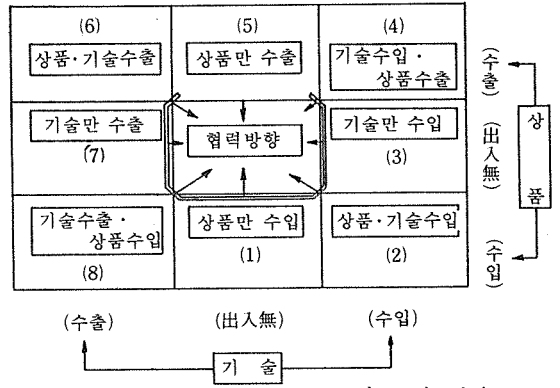 (6) (5) (4)
상품·기술수출 상품만 수출 기술수입·
상품수출
(수출)
기술만 수출 협력방향 기술만 수입
(7) (3)
(出入無)
상품
기술수출· 상품만 수입 상품·기술수입
상품수입
(8) (1) (2)
(수입)
(수출) (出入無) (수입)
기 술